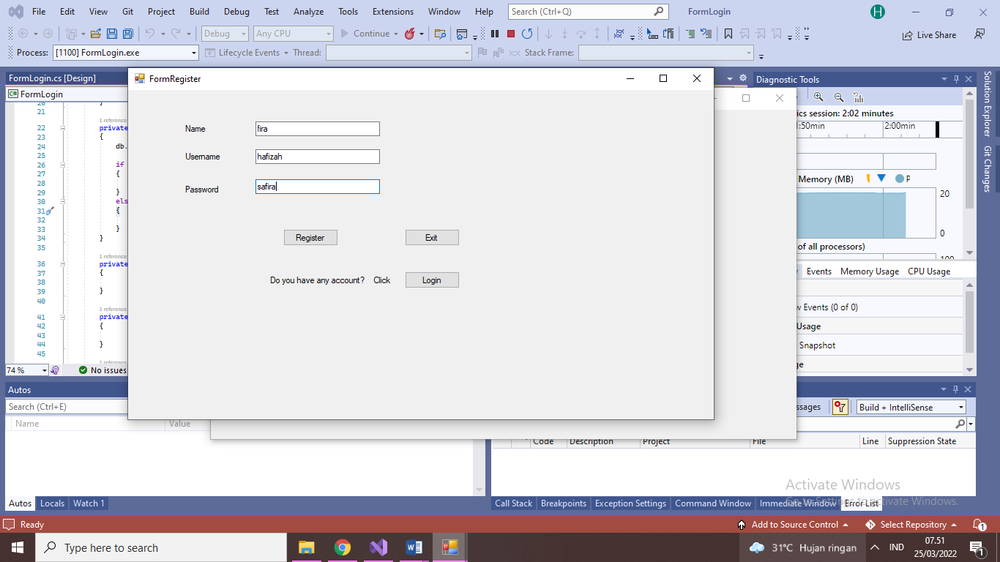 File Edit View Git Project Build Debug Test Analyze Tools Extensions Window Help Search (Ctrl+Q) FormLogin H
Debug Any CPU Continue Live Share
Process: [1100] FormLogin.exe Lifecycle Events Thread: Stack Frame:
FormLogin.cs [Design]
FormLogin
FormRegister
Name fira
Username hafizah
Password safira
Register Exit
Do you have any account? Click Login
20 }
21
1 reference
22 private
23 {
24 db.
25
26 if
27 {
28
29 }
30 els
31 {
32
33 }
34 }
35
1 reference
36 private
37 {
38
39 }
40
1 reference
41 private
42 {
43
44 }
45
1 reference
74 % No issues
Diagnostic Tools
ics session: 2:02 minutes
1:50min 2:00min
Memory (MB) P
20
0
of all processors)
100
Events Memory Usage CPU Usage
w Events (0 of 0)
Usage
Snapshot
ge
Solution Explorer
Git Changes
Autos
Search (Ctrl+E)
Name Value
ssages Build + IntelliSense
Code Description Project File Line Suppression State
Activate Windows
Go to Settings to activate Windows.
Autos Locals Watch 1
Call Stack Breakpoints Exception Settings Command Window Immediate Window Error List
Ready Add to Source Control Select Repository 1
Type here to search 31°C Hujan ringan IND 07.51
25/03/2022 1